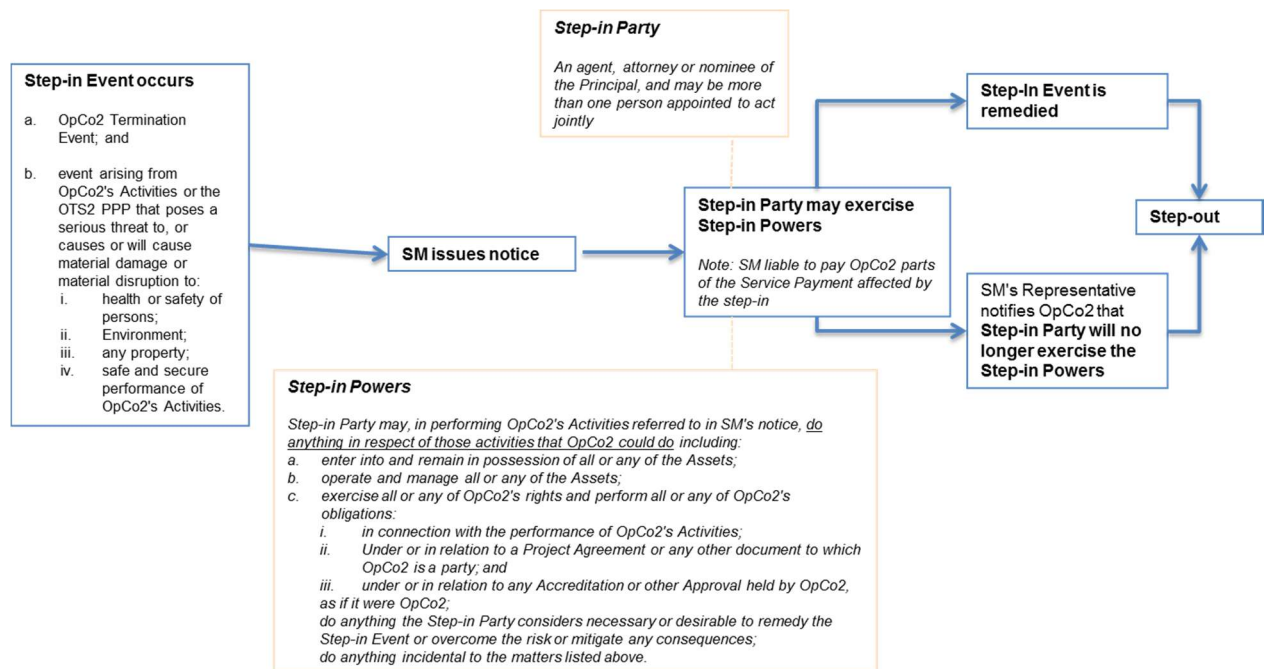 Step-in Event occurs
a. OpCo2 Termination
Event; and
b. event arising from
OpCo2's Activities or the
OTS2 PPP that poses a
serious threat to, or
causes or will cause
material damage or
material disruption to:
i. health or safety of
persons;
ii. Environment;
iii. any property;
iv. safe and secure
performance of
OpCo2's Activities.
SM issues notice
Step-in Party
An agent, attorney or nominee of
the Principal, and may be more
than one person appointed to act
jointly
Step-in Party may exercise
Step-in Powers
Note: SM liable to pay OpCo2 parts
of the Service Payment affected by
the step-in
Step-in Powers
Step-in Party may, in performing OpCo2's Activities referred to in SM's notice, do
anything in respect of those activities that OpCo2 could do including:
a. enter into and remain in possession of all or any of the Assets;
b. operate and manage all or any of the Assets;
c. exercise all or any of OpCo2's rights and perform all or any of OpCo2's
obligations:
i. in connection with the performance of OpCo2's Activities;
ii. Under or in relation to a Project Agreement or any other document to which
OpCo2 is a party; and
iii. under or in relation to any Accreditation or other Approval held by OpCo2,
as if it were OpCo2;
do anything the Step-in Party considers necessary or desirable to remedy the
Step-in Event or overcome the risk or mitigate any consequences;
do anything incidental to the matters listed above.
Step-In Event is
remedied
SM's Representative
notifies OpCo2 that
Step-in Party will no
longer exercise the
Step-in Powers
Step-out